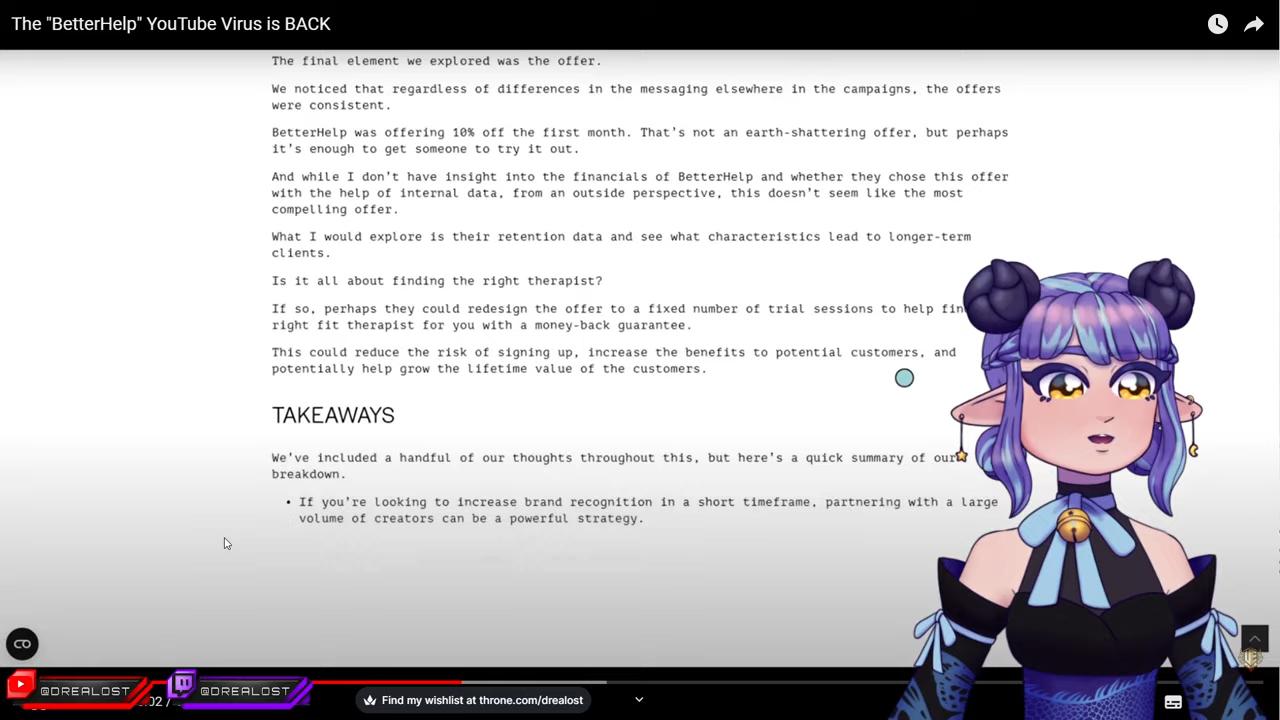 The "BetterHelp" YouTube Virus is BACK
The final element we explored was the offer.
We noticed that regardless of differences in the messaging elsewhere in the campaigns, the offers
were consistent.
BetterHelp was offering 10% off the first month. That's not an earth-shattering offer, but perhaps
it's enough to get someone to try it out.
And while I don't have insight into the financials of BetterHelp and whether they chose this offer
with the help of internal data, from an outside perspective, this doesn't seem like the most
compelling offer.
What I would explore is their retention data and see what characteristics lead to longer-term
clients.
Is it all about finding the right therapist?
If so, perhaps they could redesign the offer to a fixed number of trial sessions to help fin
right fit therapist for you with a money-back guarantee.
This could reduce the risk of signing up, increase the benefits to potential customers, and
potentially help grow the lifetime value of the customers.
TAKEAWAYS
We've included a handful of our thoughts throughout this, but here's a quick summary of our
breakdown.
• If you're looking to increase brand recognition in a short timeframe, partnering with a large
volume of creators can be a powerful strategy.
@DREALOST
@DREALOST
:02 /
Find my wishlist at throne.com/drealost